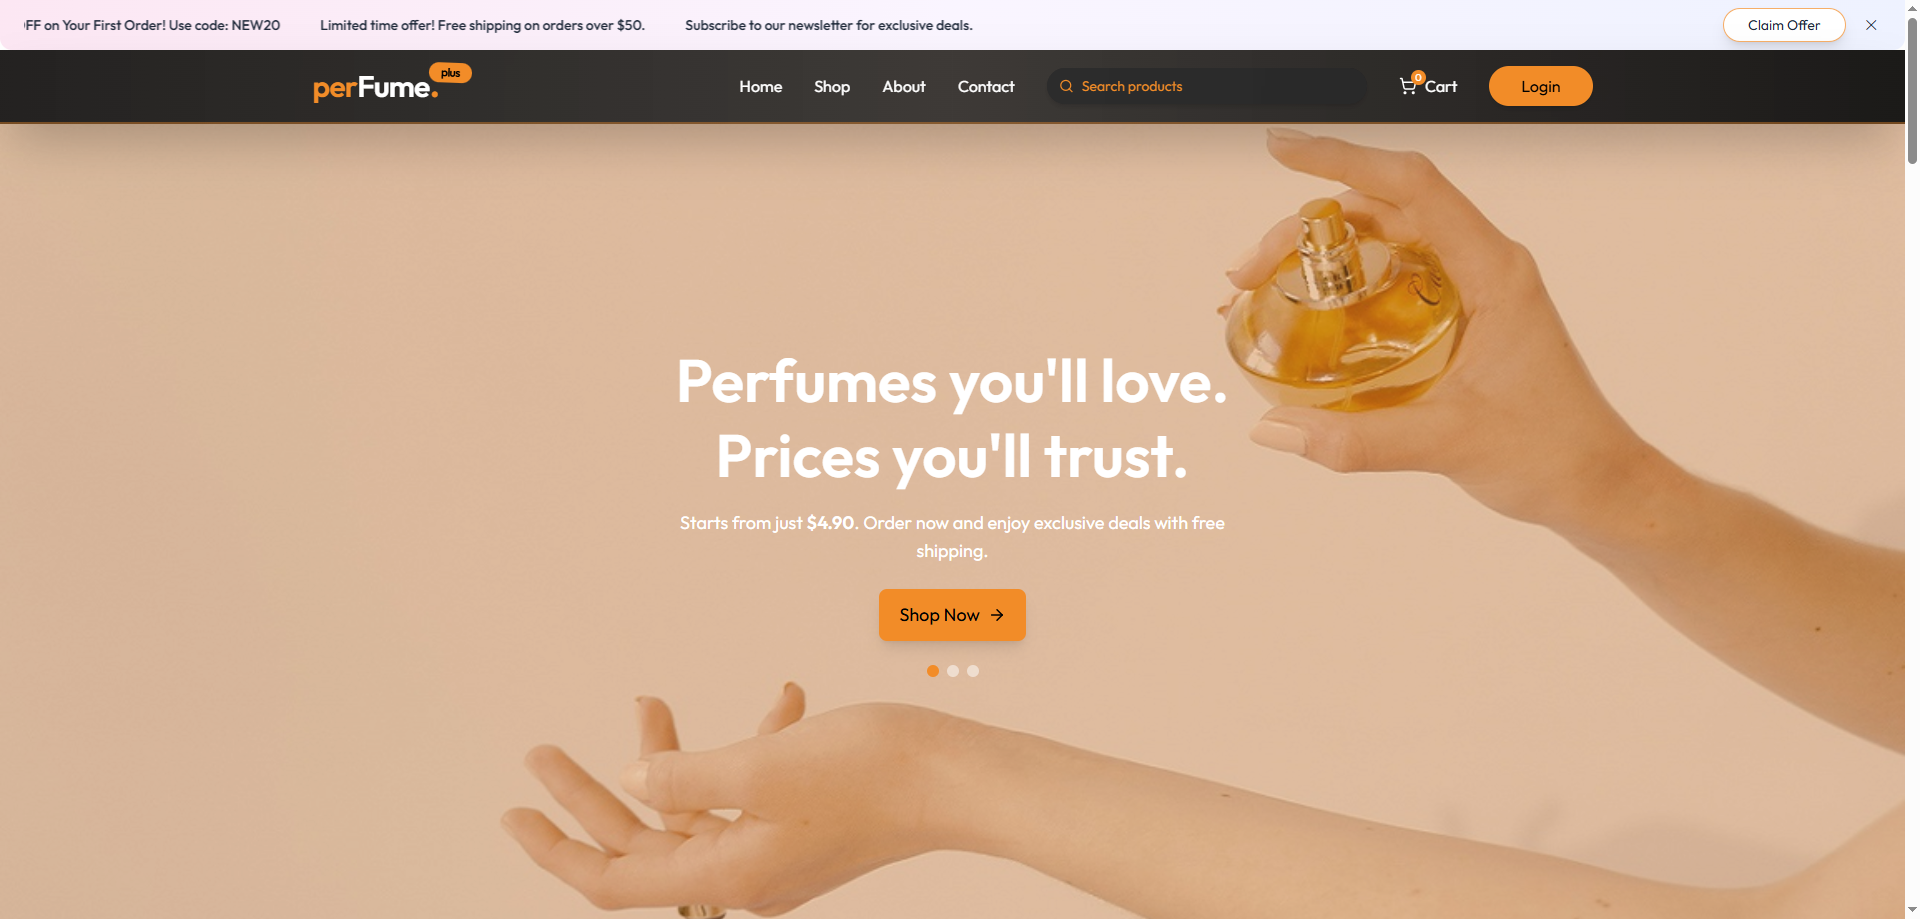 on Your First Order! Use code: NEW20
Limited time offer! Free shipping on orders over $50.
Subscribe to our newsletter for exclusive deals.
Claim Offer
perFume.
plus
Home
Shop
About
Contact
Search products
0
Cart
Login
Perfumes you'll love.
Prices you'll trust.
Starts from just $4.90. Order now and enjoy exclusive deals with free
shipping.
Shop Now